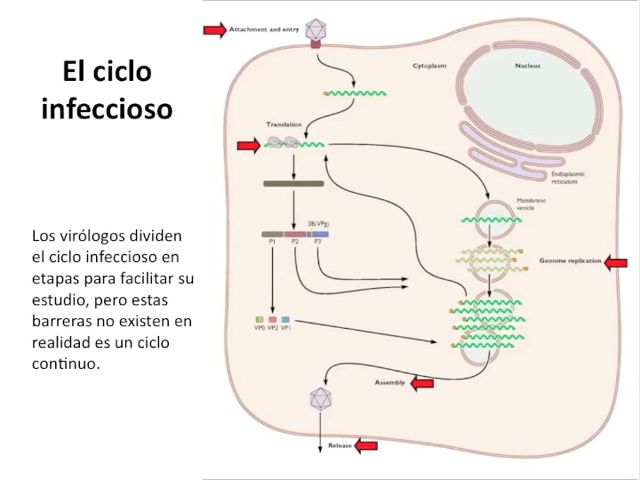 El ciclo
infeccioso
Los virólogos dividen
el ciclo infeccioso en
etapas para facilitar su
estudio, pero estas
barreras no existen en
realidad es un ciclo
continuo.
Attachment and entry
Cytoplasm
Nucleus
Translation
Endoplasmic
reticulum
Membrane
vesicle
3B(VPg)
P1 P2 P3
Genome replication
VP0 VP2 VP1
Assembly
Release